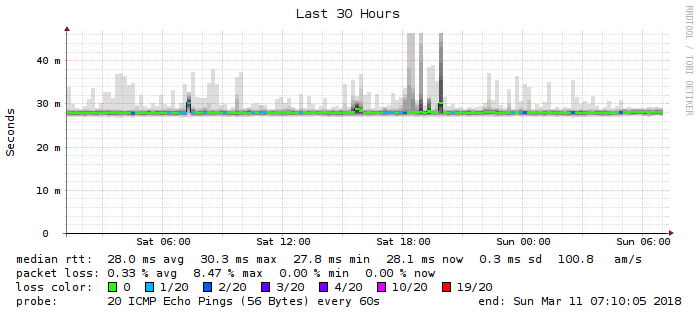 Last 30 Hours
RRDTOOL / TOBI OETIKER
Seconds
40 m
30 m
20 m
10 m
0
Sat 06:00 Sat 12:00 Sat 18:00 Sun 00:00 Sun 06:00
median rtt: 28.0 ms avg 30.3 ms max 27.8 ms min 28.1 ms now 0.3 ms sd 100.8 am/s
packet loss: 0.33 % avg 8.47 % max 0.00 % min 0.00 % now
loss color: 0 1/20 2/20 3/20 4/20 10/20 19/20
probe: 20 ICMP Echo Pings (56 Bytes) every 60s end: Sun Mar 11 07:10:05 2018